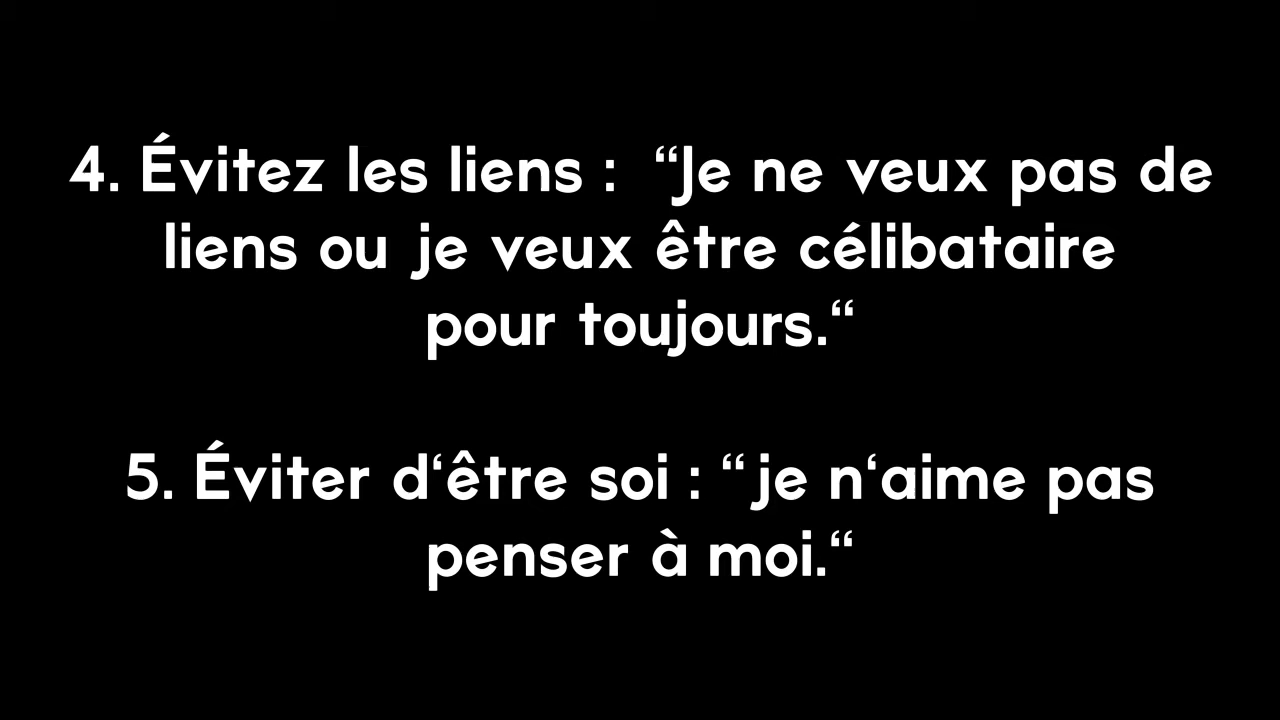 4. Évitez les liens : “Je ne veux pas de
liens ou je veux être célibataire
pour toujours.“
5. Éviter d‘être soi : “je n‘aime pas
penser à moi.“